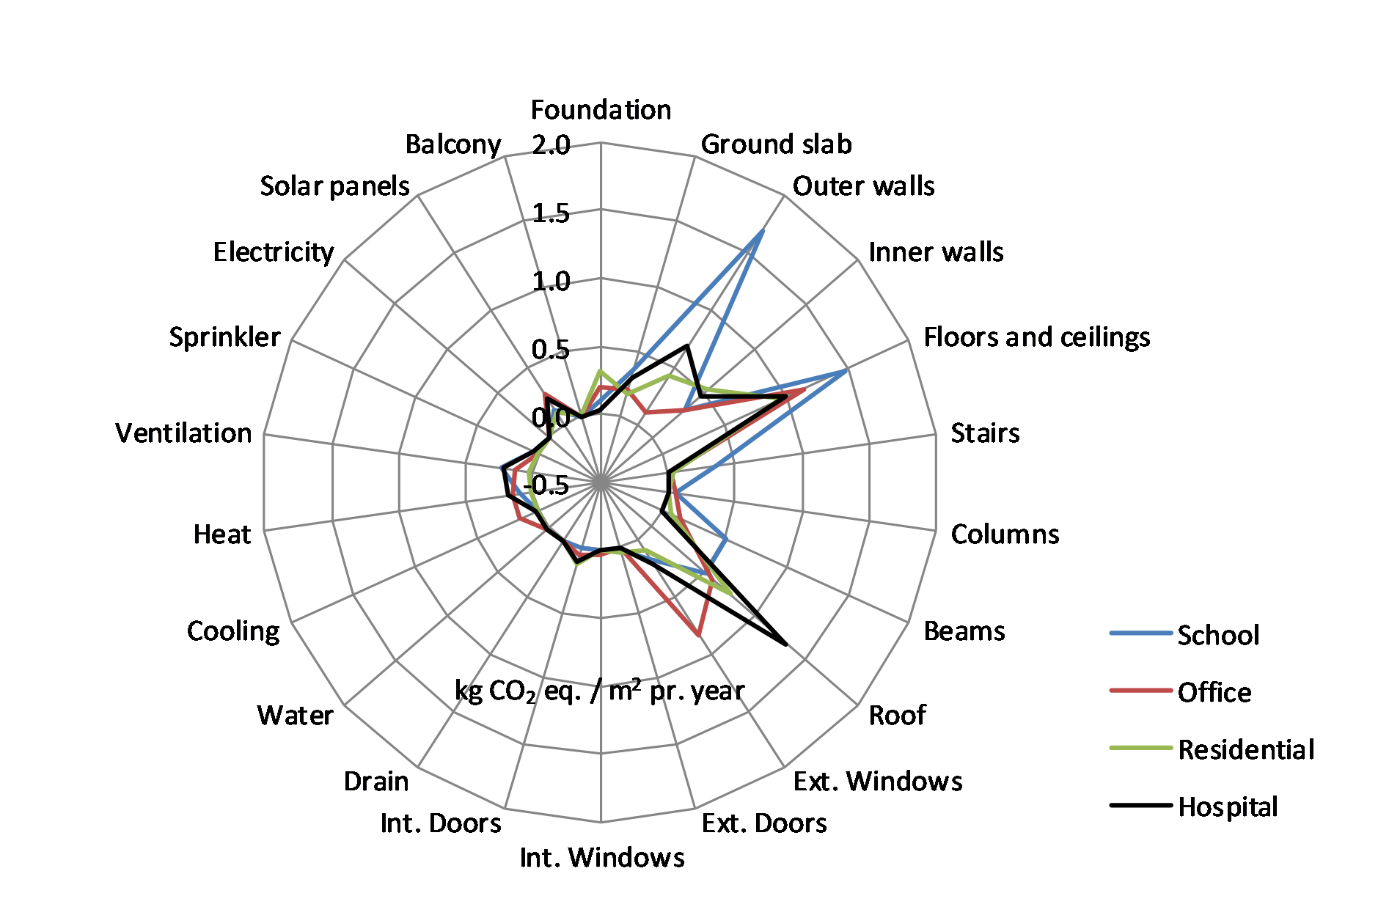 Foundation
Balcony
2.0
Ground slab
Solar panels
Outer walls
1.5
Electricity
Inner walls
1.0
Sprinkler
0.5
Floors and ceilings
0.0
Ventilation
Stairs
-0.5
Heat
Columns
Cooling
Beams
School
kg CO₂ eq. / m² pr. year
Office
Water
Roof
Residential
Drain
Ext. Windows
Hospital
Int. Doors
Ext. Doors
Int. Windows